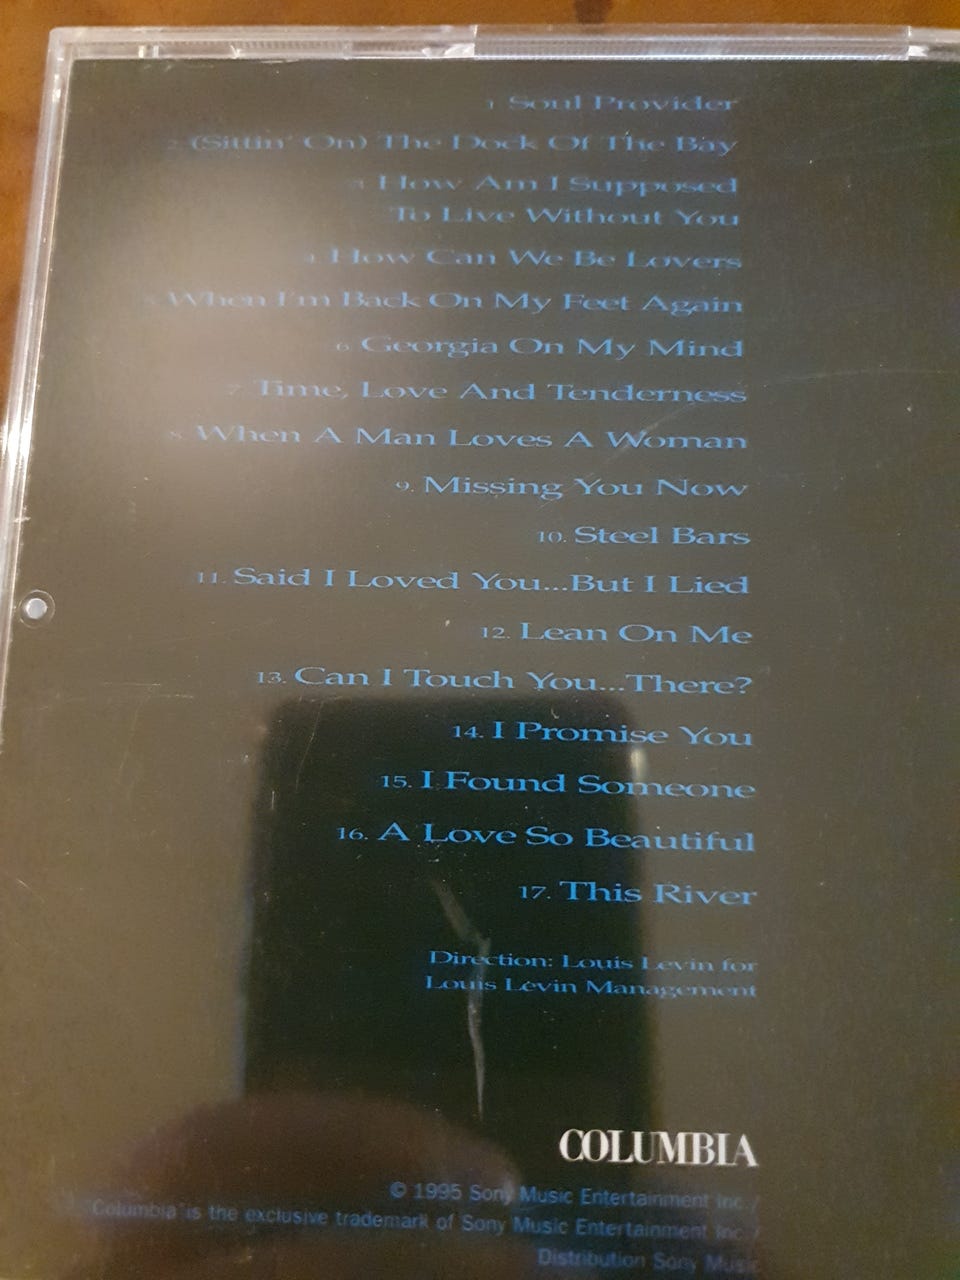 1 Soul Provider
2. (Sittin' On) The Dock Of The Bay
3. How Am I Supposed
To Live Without You
4. How Can We Be Lovers
5. When I'm Back On My Feet Again
6. Georgia On My Mind
7. Time, Love And Tenderness
8. When A Man Loves A Woman
9. Missing You Now
10. Steel Bars
11. Said I Loved You...But I Lied
12. Lean On Me
13. Can I Touch You...There?
14. I Promise You
15. I Found Someone
16. A Love So Beautiful
17. This River
Direction: Louis Levin for
Louis Levin Management
COLUMBIA
© 1995 Sony Music Entertainment Inc./
"Columbia" is the exclusive trademark of Sony Music Entertainment Inc./
Distribution Sony Music